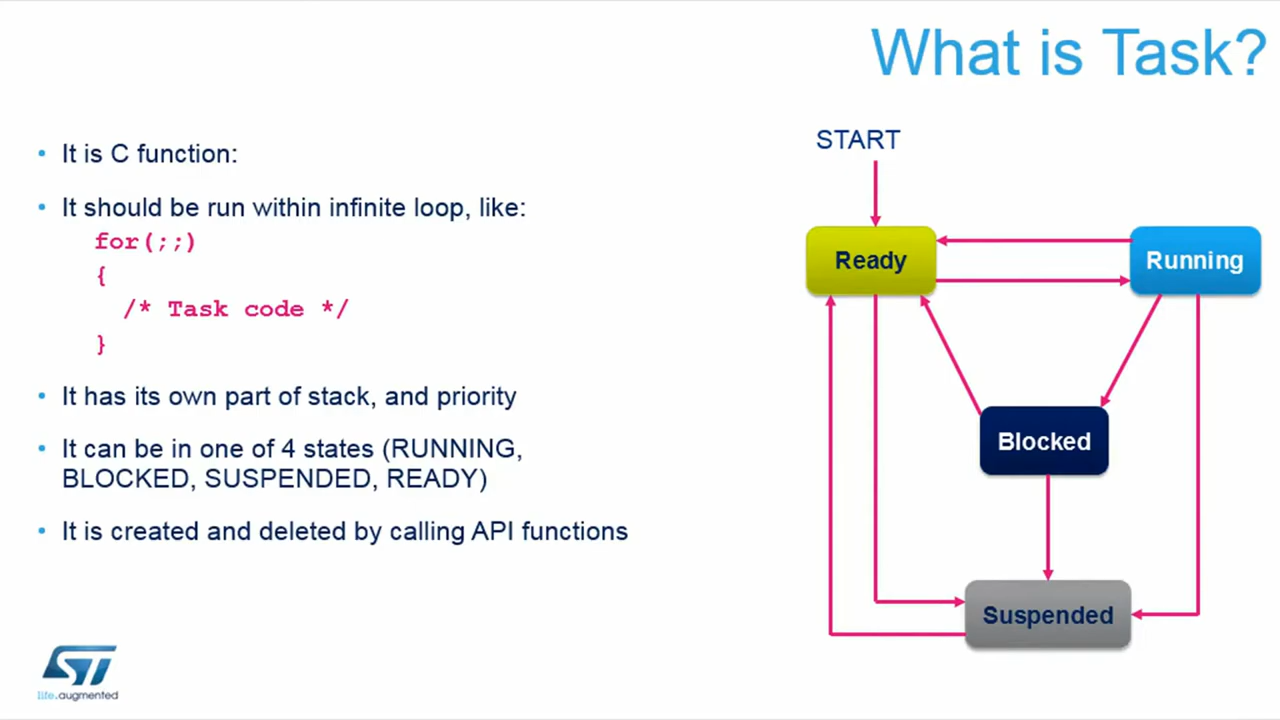 What is Task?
• It is C function:
• It should be run within infinite loop, like:
for(;;)
{
/* Task code */
}
• It has its own part of stack, and priority
• It can be in one of 4 states (RUNNING,
BLOCKED, SUSPENDED, READY)
• It is created and deleted by calling API functions
START
Ready
Running
Blocked
Suspended
ST
life.augmented